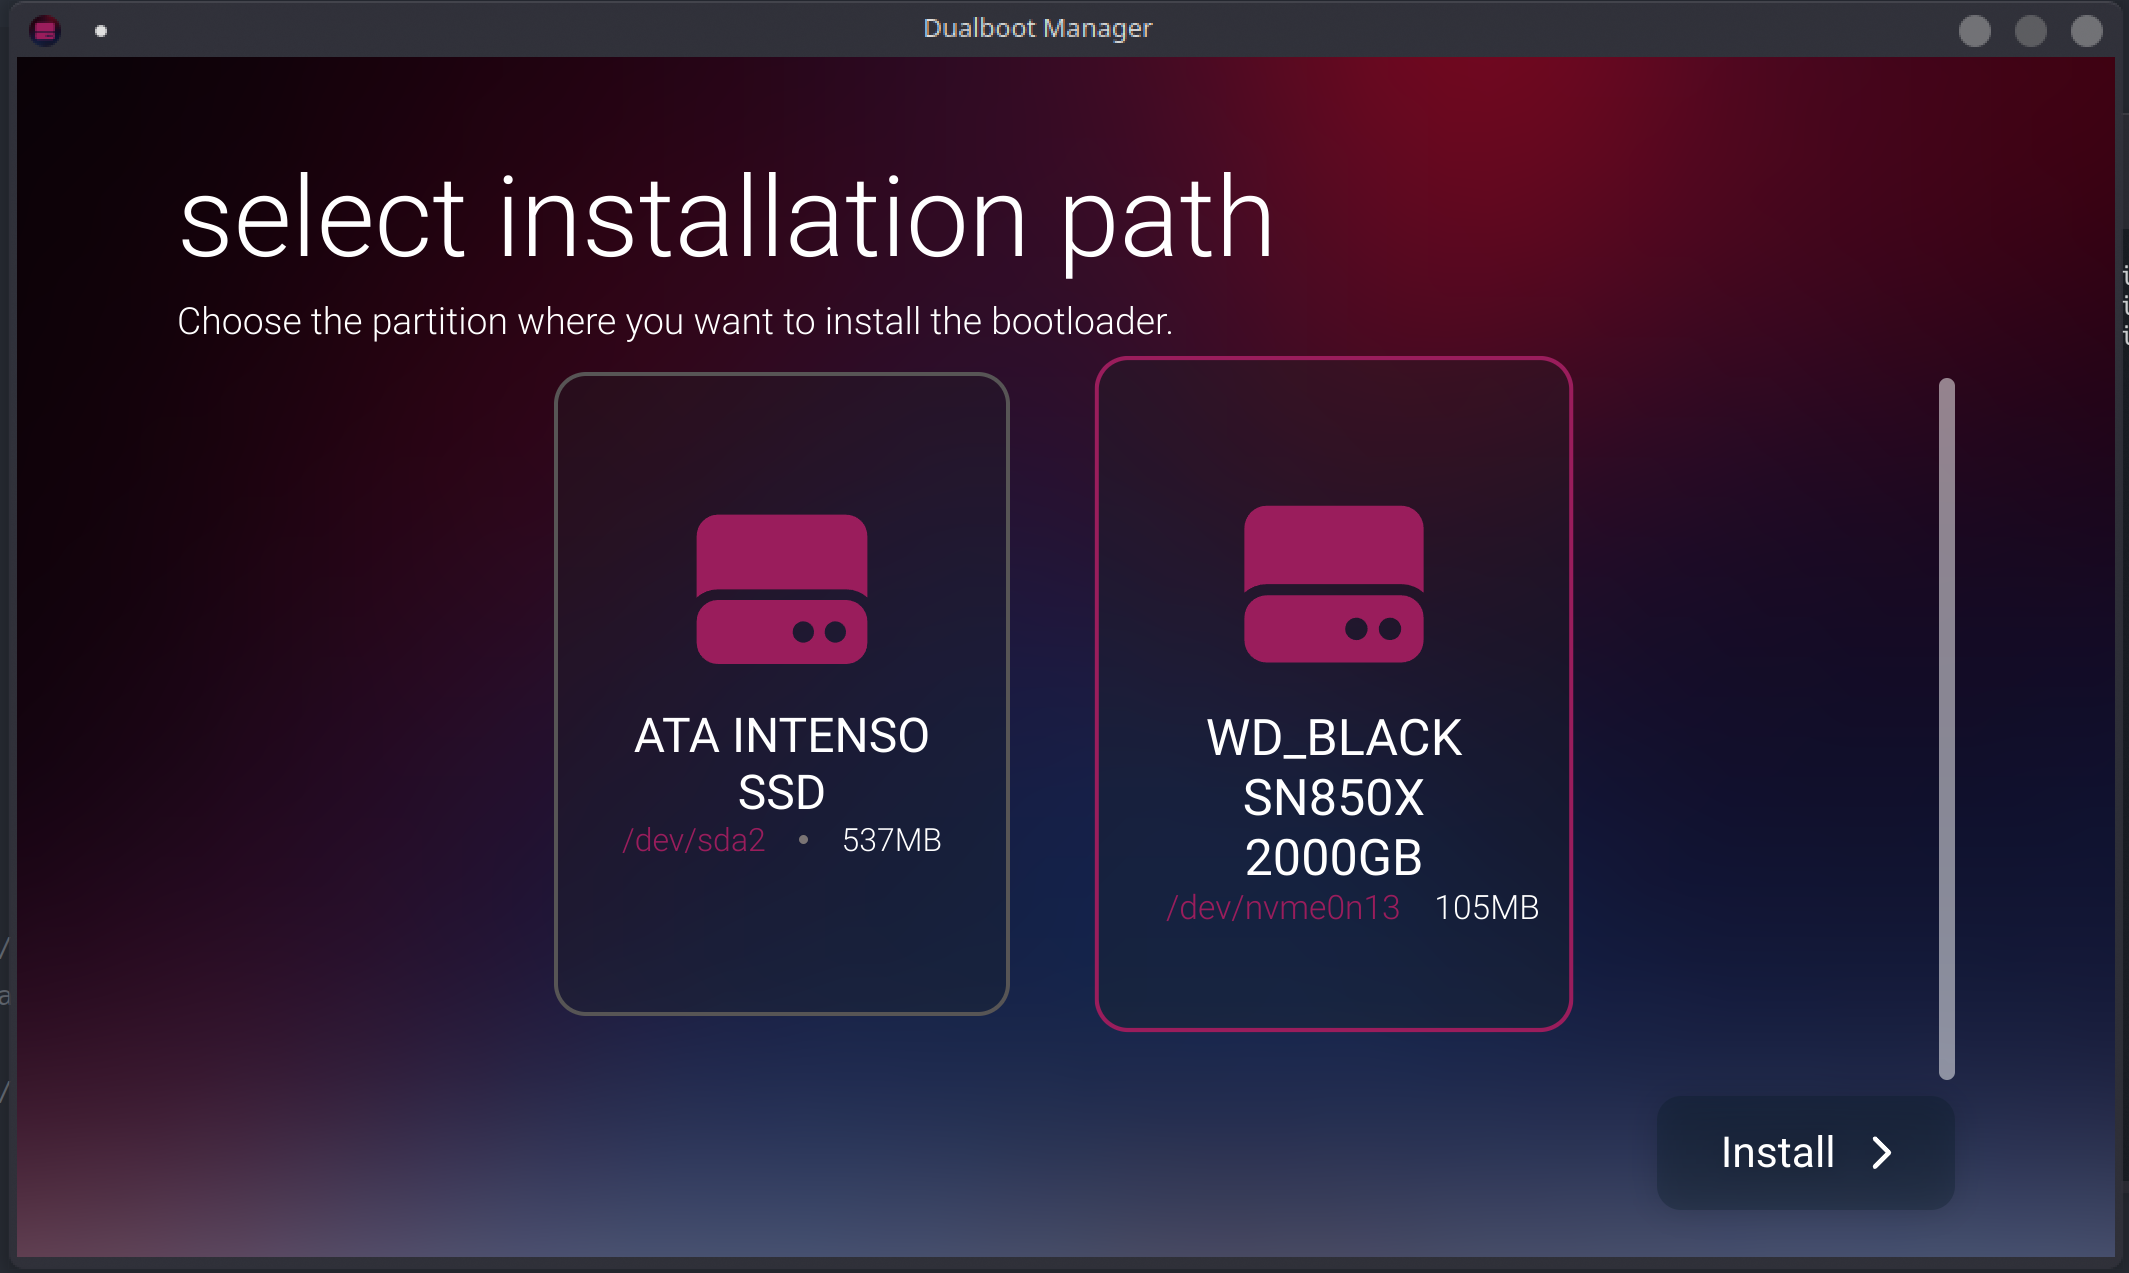 Dualboot Manager
select installation path
Choose the partition where you want to install the bootloader.
ATA INTENSO
SSD
/dev/sda2 • 537MB
WD_BLACK
SN850X
2000GB
/dev/nvme0n13 105MB
Install